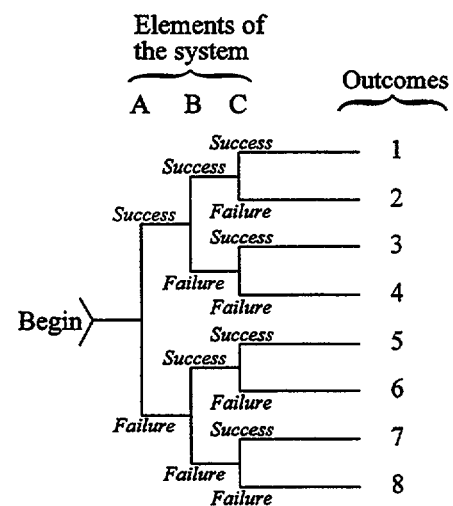 Elements of
the system
Outcomes
A B C
Success 1
Success
Failure 2
Success
Success 3
Failure
Failure 4
Begin
Success 5
Success
Failure 6
Failure
Success 7
Failure
Failure 8